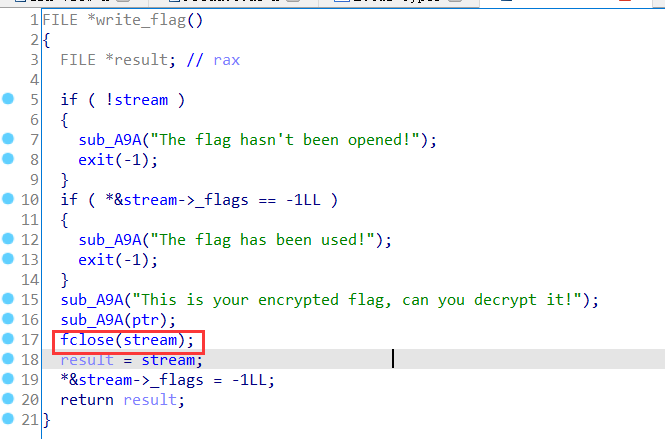 1 FILE *write_flag()
2 {
3   FILE *result; // rax
4
5   if ( !stream )
6   {
7     sub_A9A("The flag hasn't been opened!");
8     exit(-1);
9   }
10   if ( *&stream->_flags == -1LL )
11   {
12     sub_A9A("The flag has been used!");
13     exit(-1);
14   }
15   sub_A9A("This is your encrypted flag, can you decrypt it!");
16   sub_A9A(ptr);
17   fclose(stream);
18   result = stream;
19   *&stream->_flags = -1LL;
20   return result;
21 }